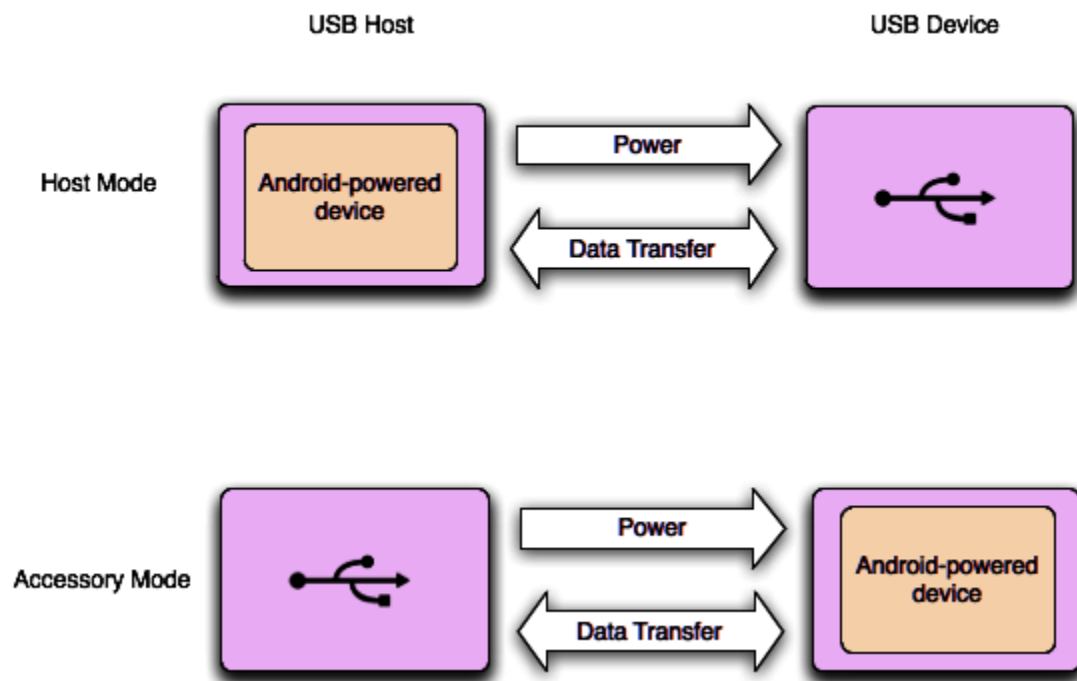 USB Host
USB Device
Host Mode
Android-powered
device
Power
Data Transfer
Accessory Mode
Power
Data Transfer
Android-powered
device